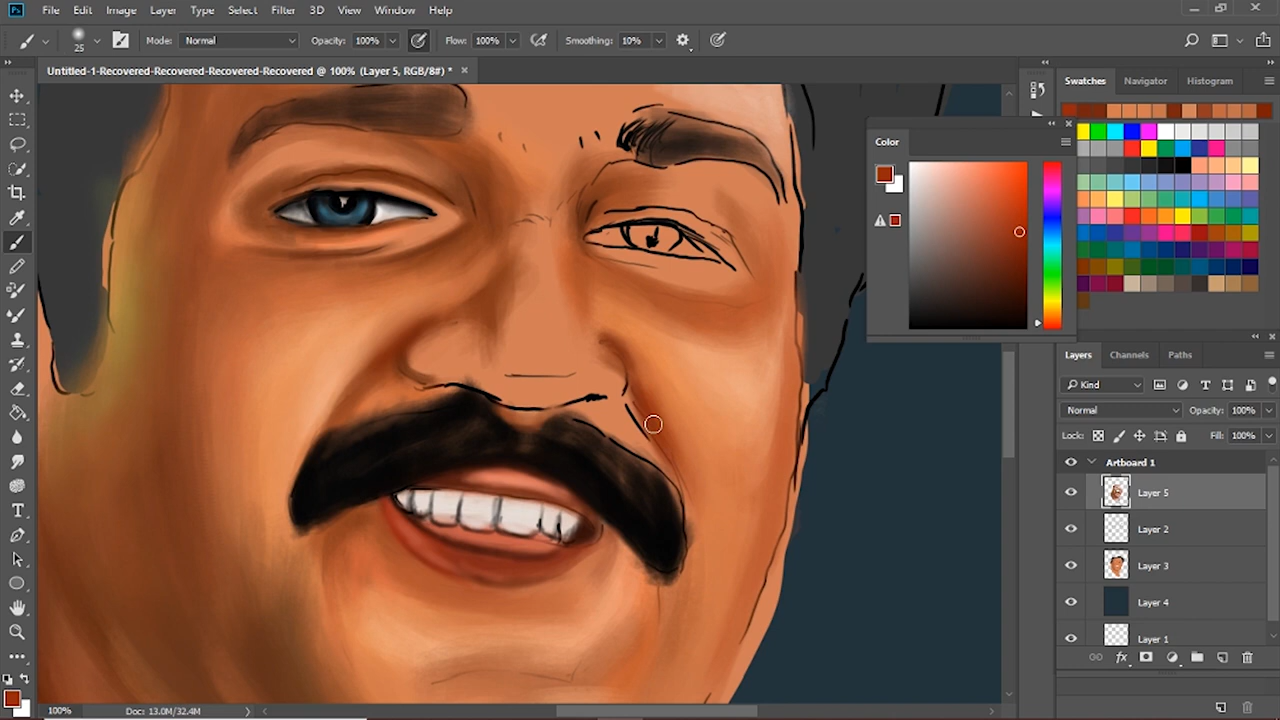 Ps File Edit Image Layer Type Select Filter 3D View Window Help
25 Mode: Normal Opacity: 100% Flow: 100% Smoothing: 10%
Untitled-1-Recovered-Recovered-Recovered-Recovered @ 100% (Layer 5, RGB/8#) *
Swatches Navigator Histogram
Color
Layers Channels Paths
Kind
Normal Opacity: 100%
Lock: Fill: 100%
Artboard 1
Layer 5
Layer 2
Layer 3
Layer 4
Layer 1
100% Doc: 13.0M/32.4M